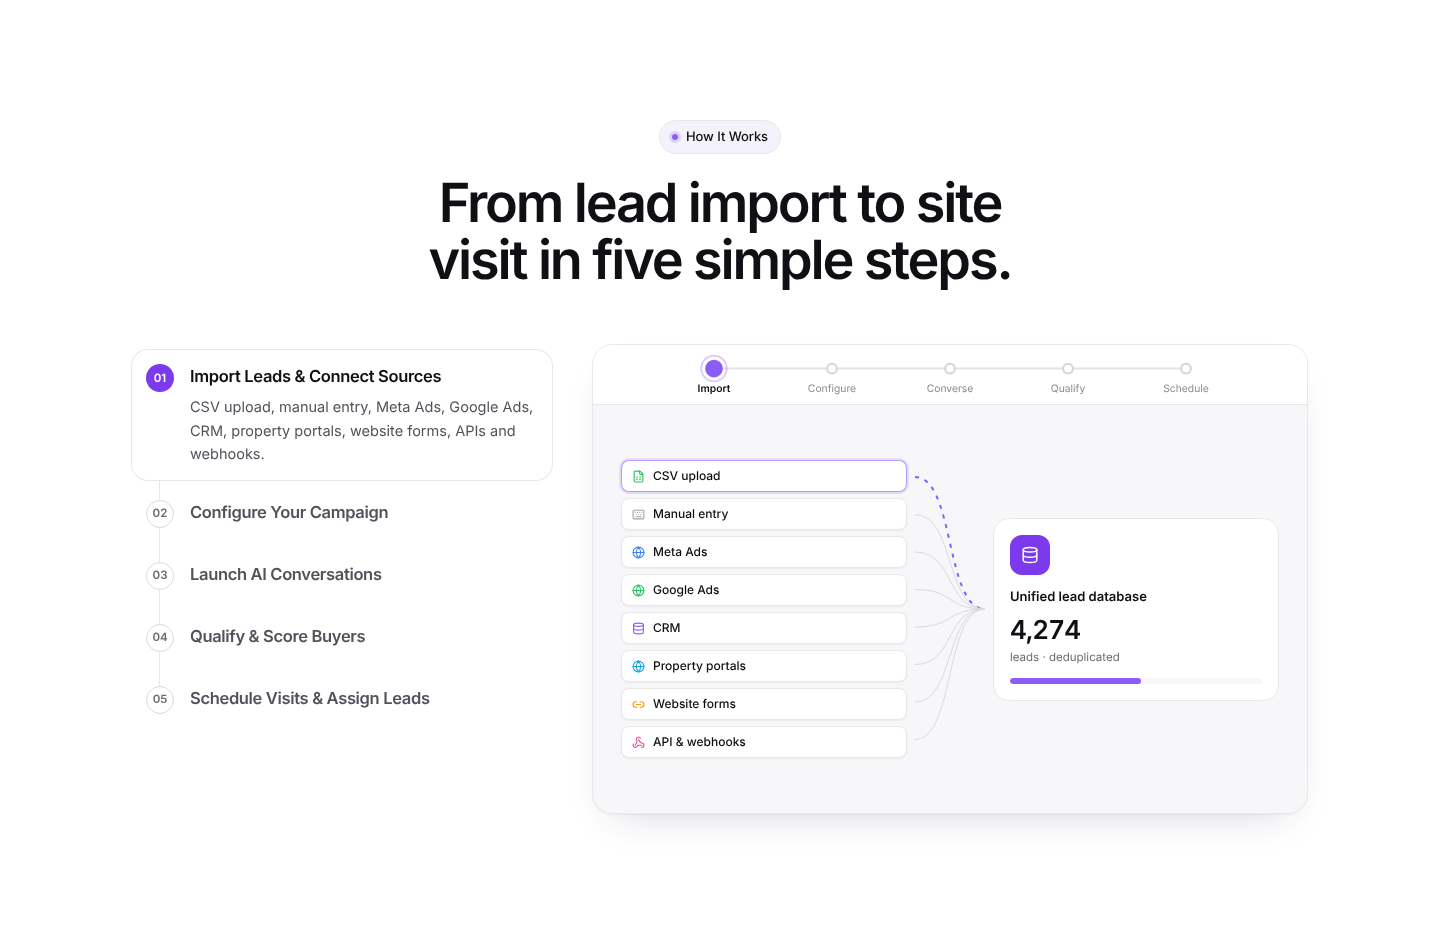 How It Works
From lead import to site
visit in five simple steps.
01
Import Leads & Connect Sources
CSV upload, manual entry, Meta Ads, Google Ads,
CRM, property portals, website forms, APIs and
webhooks.
02
Configure Your Campaign
03
Launch AI Conversations
04
Qualify & Score Buyers
05
Schedule Visits & Assign Leads
Import
Configure
Converse
Qualify
Schedule
CSV upload
Manual entry
Meta Ads
Google Ads
CRM
Property portals
Website forms
API & webhooks
Unified lead database
4,274
leads · deduplicated